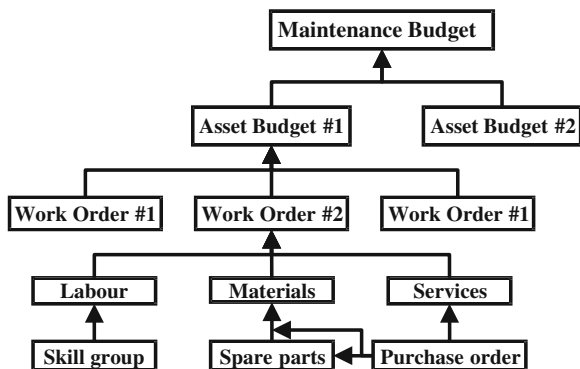 Maintenance Budget
Asset Budget #1
Asset Budget #2
Work Order #1
Work Order #2
Work Order #1
Labour
Materials
Services
Skill group
Spare parts
Purchase order